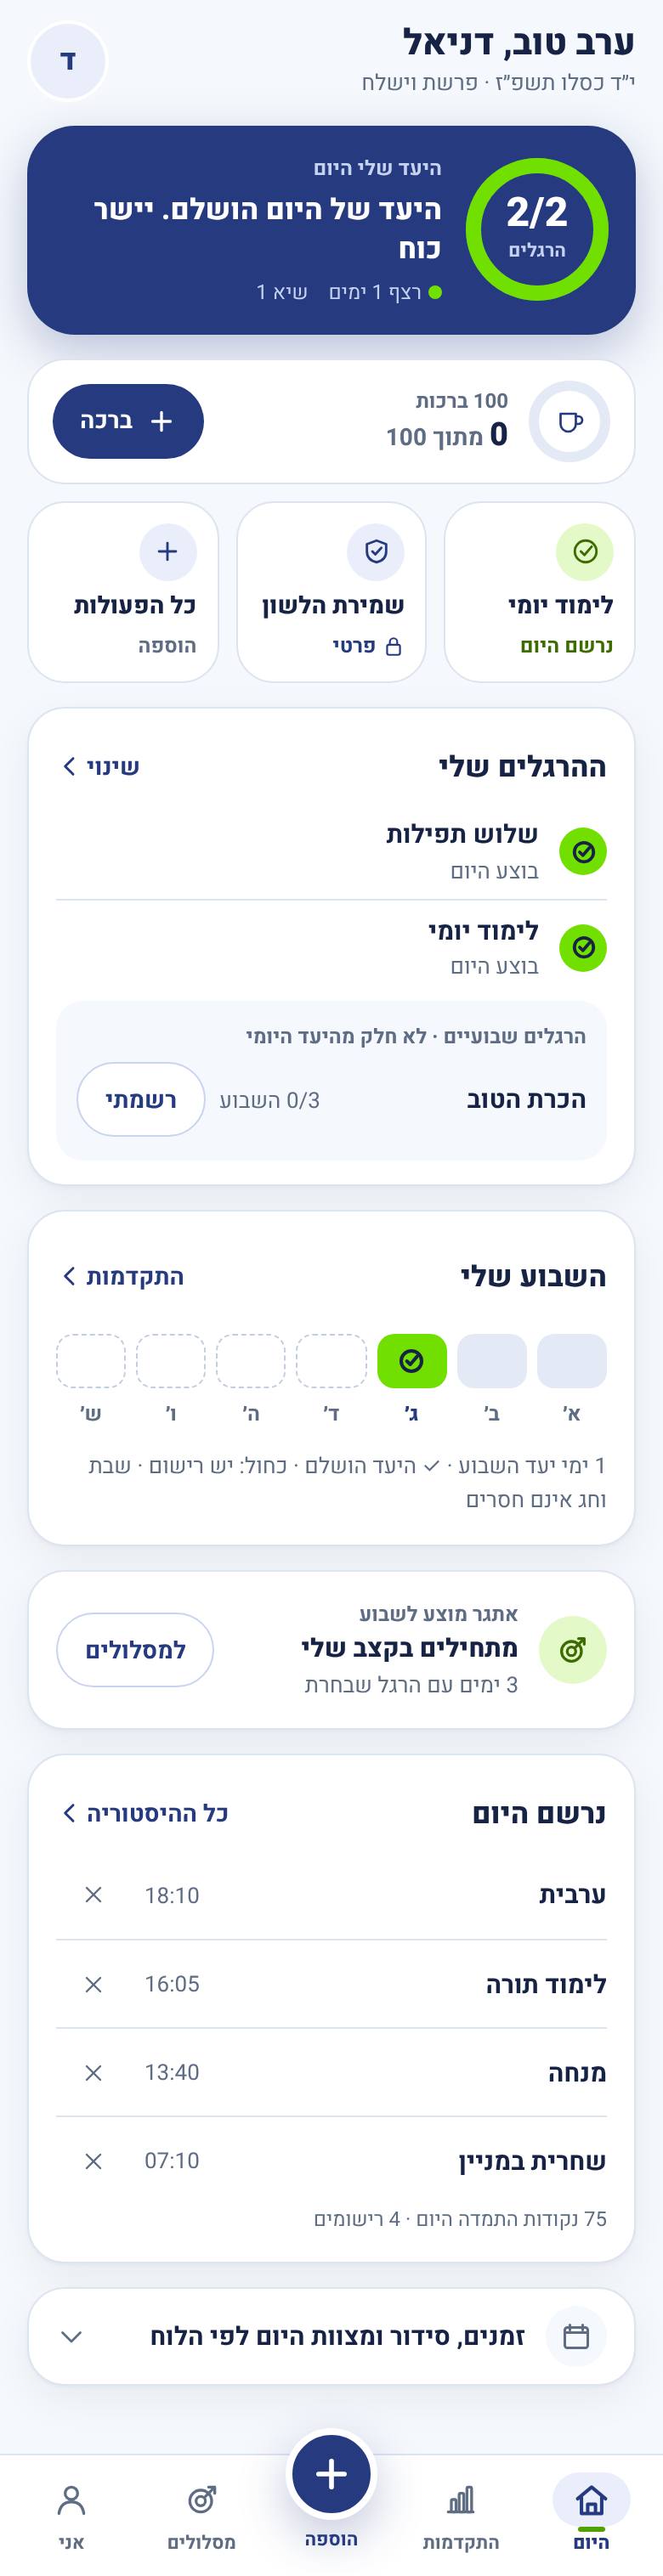 ערב טוב, דניאל
ד
י״ד כסלו תשפ״ז · פרשת וישלח
2/2
הרגלים
היעד שלי היום
היעד של היום הושלם. יישר
כוח
רצף 1 ימים שיא 1
100 ברכות
0 מתוך 100
ברכה
לימוד יומי
נרשם היום
שמירת הלשון
פרטי
כל הפעולות
הוספה
ההרגלים שלי
שינוי
שלוש תפילות
בוצע היום
לימוד יומי
בוצע היום
הרגלים שבועיים · לא חלק מהיעד היומי
הכרת הטוב
0/3 השבוע
רשמתי
השבוע שלי
התקדמות
א׳ ב׳ ג׳ ד׳ ה׳ ו׳ ש׳
1 ימי יעד השבוע · ✓ היעד הושלם · כחול: יש רישום · שבת
וחג אינם חסרים
אתגר מוצע לשבוע
מתחילים בקצב שלי
3 ימים עם הרגל שבחרת
למסלולים
נרשם היום
כל ההיסטוריה
ערבית 18:10
לימוד תורה 16:05
מנחה 13:40
שחרית במניין 07:10
75 נקודות התמדה היום · 4 רישומים
זמנים, סידור ומצוות היום לפי הלוח
היום
התקדמות
הוספה
מסלולים
אני